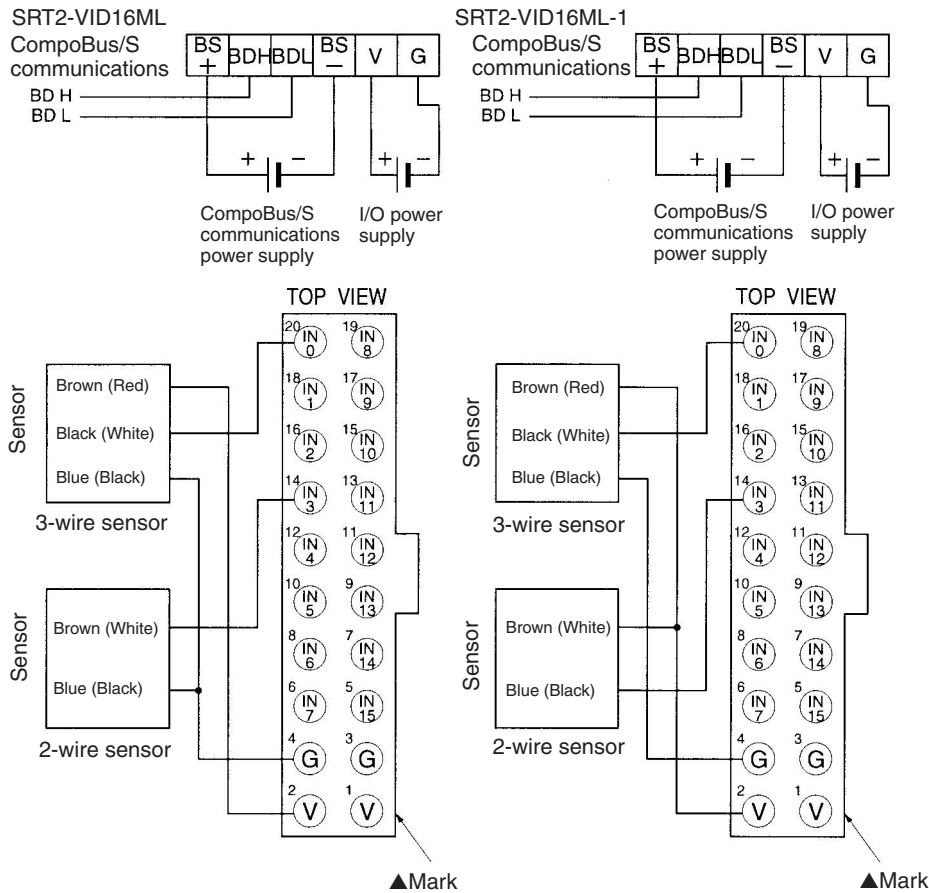 SRT2-VID16ML
CompoBus/S
communications
BS
+
BDH
BDL
BS
−
V
G
BD H
BD L
+
−
+
−
CompoBus/S
communications
power supply
I/O power
supply
TOP VIEW
20
IN
0
19
IN
8
18
IN
1
17
IN
9
16
IN
2
15
IN
10
14
IN
3
13
IN
11
12
IN
4
11
IN
12
10
IN
5
9
IN
13
8
IN
6
7
IN
14
6
IN
7
5
IN
15
4
G
3
G
2
V
1
V
Sensor
Brown (Red)
Black (White)
Blue (Black)
3-wire sensor
Sensor
Brown (White)
Blue (Black)
2-wire sensor
▲Mark
SRT2-VID16ML-1
CompoBus/S
communications
BS
+
BDH
BDL
BS
−
V
G
BD H
BD L
+
−
+
−
CompoBus/S
communications
power supply
I/O power
supply
TOP VIEW
20
IN
0
19
IN
8
18
IN
1
17
IN
9
16
IN
2
15
IN
10
14
IN
3
13
IN
11
12
IN
4
11
IN
12
10
IN
5
9
IN
13
8
IN
6
7
IN
14
6
IN
7
5
IN
15
4
G
3
G
2
V
1
V
Sensor
Brown (Red)
Black (White)
Blue (Black)
3-wire sensor
Sensor
Brown (White)
Blue (Black)
2-wire sensor
▲Mark